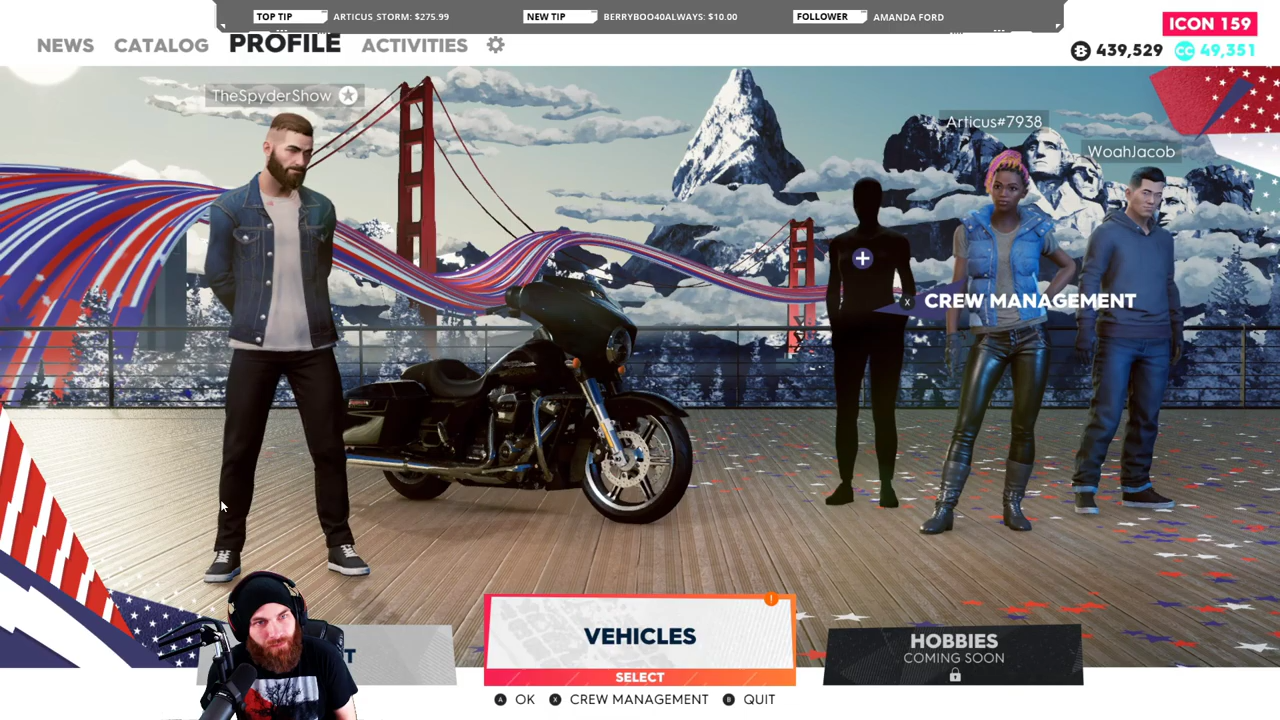 TOP TIP ARTICUS STORM: $275.99 NEW TIP BERRYBOO40ALWAYS: $10.00 FOLLOWER AMANDA FORD
ICON 159
NEWS CATALOG PROFILE ACTIVITIES
B 439,529 CC 49,351
TheSpyderShow
Articus#7938
WoahJacob
X CREW MANAGEMENT
VEHICLES
!
SELECT
T
HOBBIES
COMING SOON
A OK X CREW MANAGEMENT B QUIT